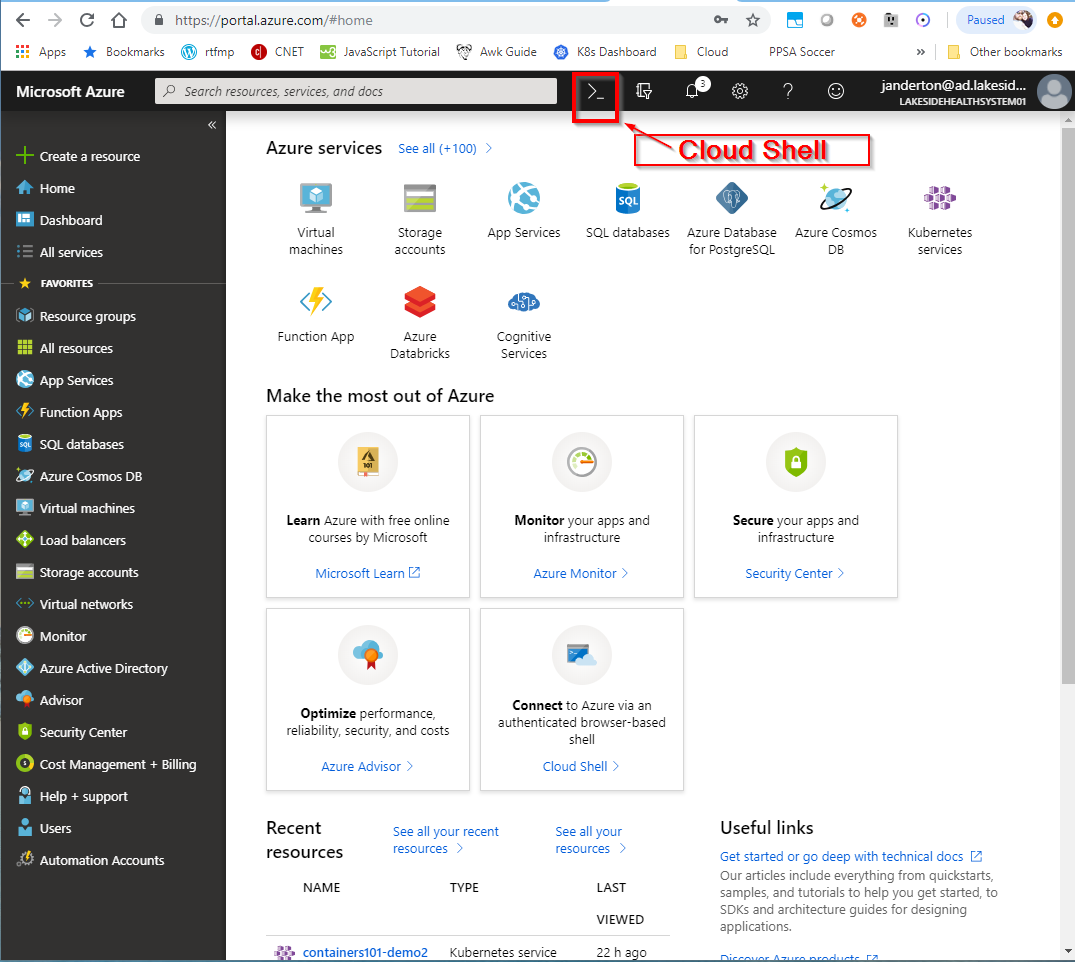 https://portal.azure.com/#home
Paused
Apps
Bookmarks
rtfmp
CNET
JavaScript Tutorial
Awk Guide
K8s Dashboard
Cloud
PPSA Soccer
»
Other bookmarks
Microsoft Azure
Search resources, services, and docs
3
janderton@ad.lakesid...
LAKESIDEHEALTHSYSTEM01
Cloud Shell
«
Create a resource
Home
Dashboard
All services
FAVORITES
Resource groups
All resources
App Services
Function Apps
SQL databases
Azure Cosmos DB
Virtual machines
Load balancers
Storage accounts
Virtual networks
Monitor
Azure Active Directory
Advisor
Security Center
Cost Management + Billing
Help + support
Users
Automation Accounts
Azure services
See all (+100)
Virtual
machines
Storage
accounts
App Services
SQL
SQL databases
Azure Database
for PostgreSQL
Azure Cosmos
DB
Kubernetes
services
Function App
Azure
Databricks
Cognitive
Services
Make the most out of Azure
101
Learn Azure with free online
courses by Microsoft
Microsoft Learn
Monitor your apps and
infrastructure
Azure Monitor
Secure your apps and
infrastructure
Security Center
Optimize performance,
reliability, security, and costs
Azure Advisor
Connect to Azure via an
authenticated browser-based
shell
Cloud Shell
Recent
resources
See all your recent
resources
See all your
resources
NAME
TYPE
LAST
VIEWED
containers101-demo2
Kubernetes service
22 h ago
Useful links
Get started or go deep with technical docs
Our articles include everything from quickstarts,
samples, and tutorials to help you get started, to
SDKs and architecture guides for designing
applications.
Discover Azure products